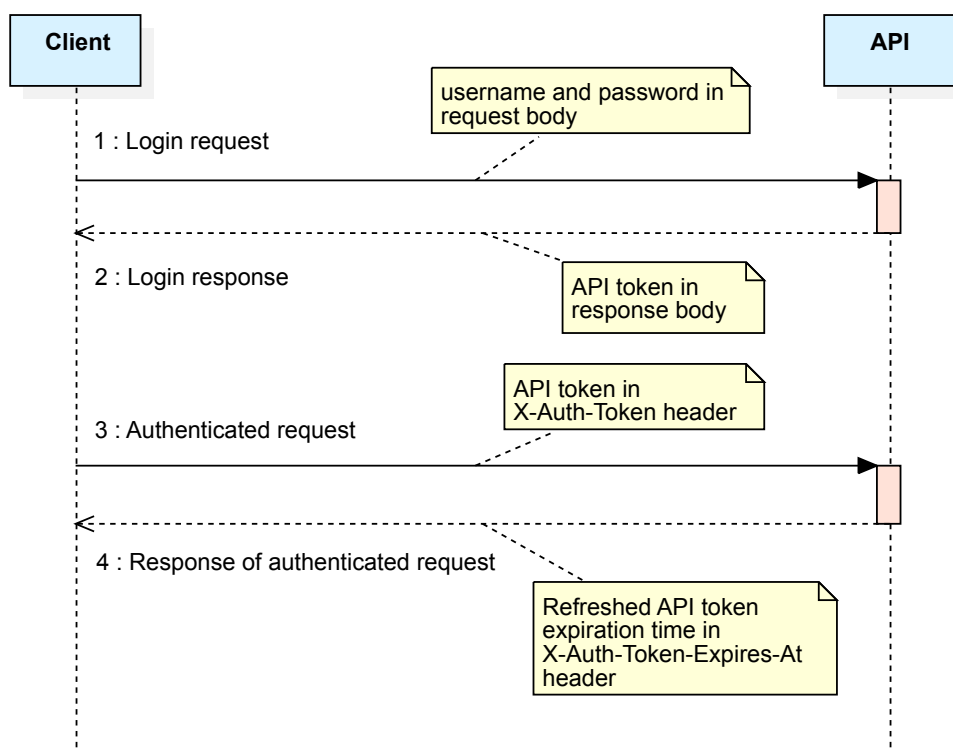 Client
API
username and password in
request body
1 : Login request
2 : Login response
API token in
response body
API token in
X-Auth-Token header
3 : Authenticated request
4 : Response of authenticated request
Refreshed API token
expiration time in
X-Auth-Token-Expires-At
header